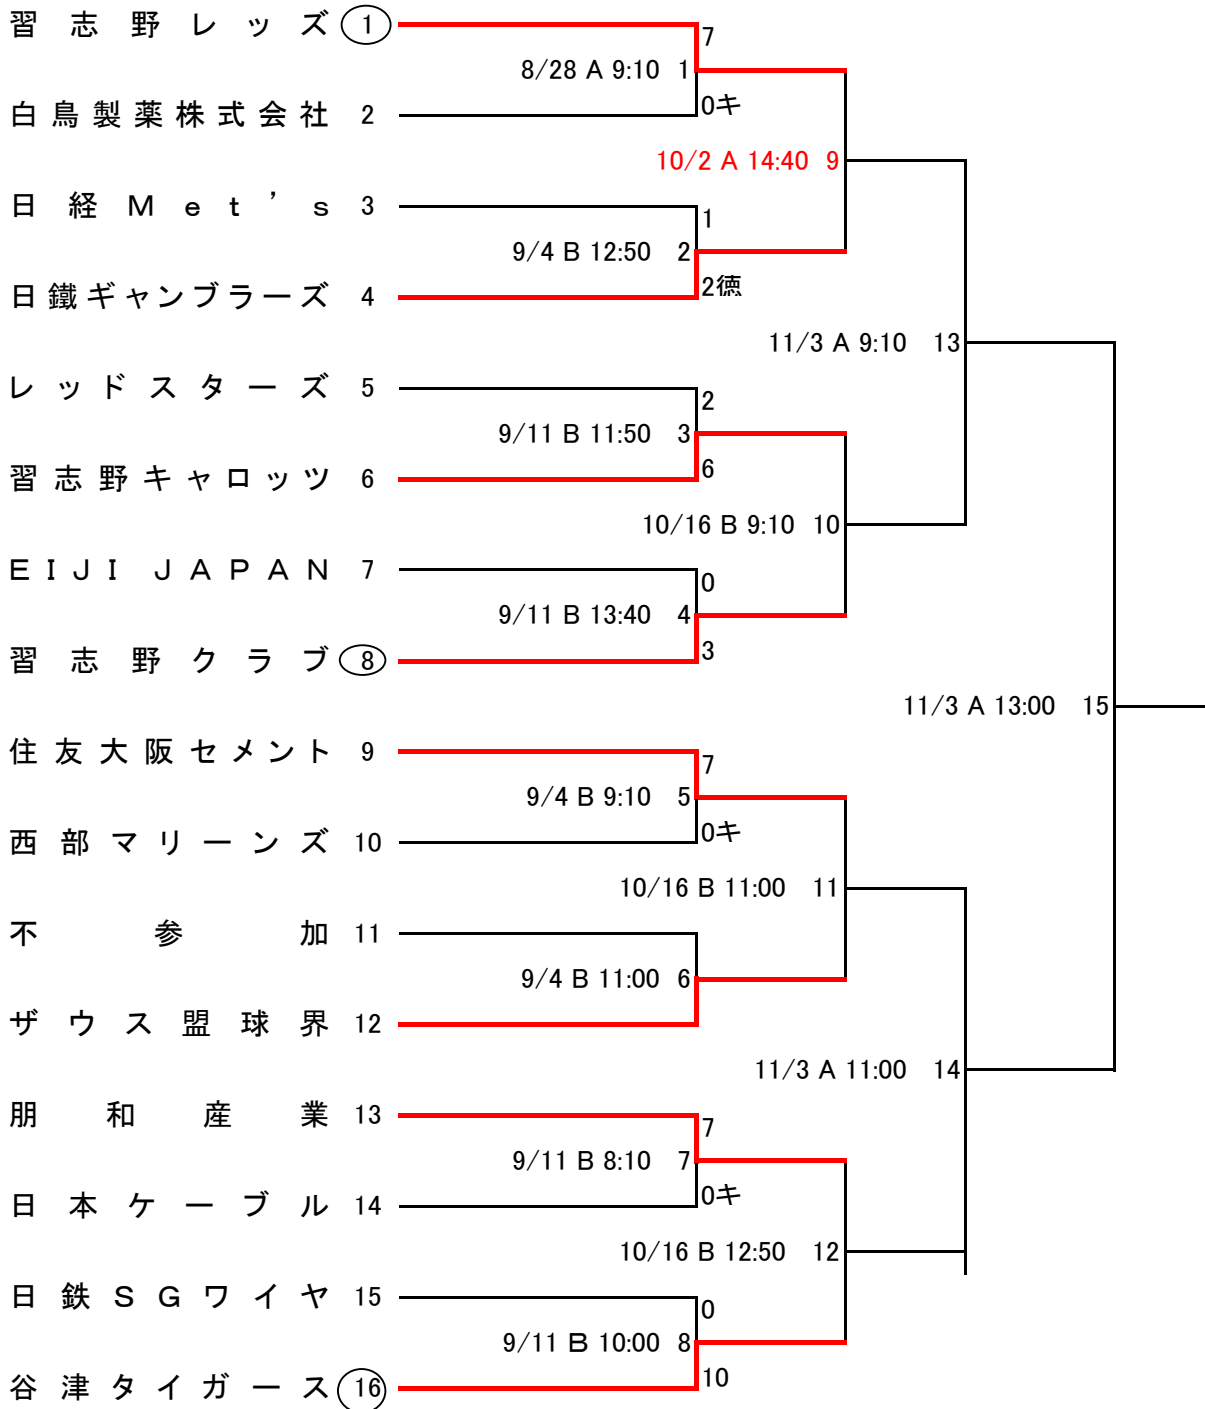 習志野レッズ 1
7
8/28 A 9:10 1
0キ
白鳥製薬株式会社 2
10/2 A 14:40 9
日経Met's 3
1
9/4 B 12:50 2
2徳
日鐵ギャンブラーズ 4
11/3 A 9:10 13
レッドスターズ 5
2
9/11 B 11:50 3
6
習志野キャロッツ 6
10/16 B 9:10 10
EIJI JAPAN 7
0
9/11 B 13:40 4
3
習志野クラブ 8
11/3 A 13:00 15
住友大阪セメント 9
7
9/4 B 9:10 5
0キ
西部マリーンズ 10
10/16 B 11:00 11
不参加 11
9/4 B 11:00 6
ザウス盟球界 12
11/3 A 11:00 14
朋和産業 13
7
9/11 B 8:10 7
0キ
日本ケーブル 14
10/16 B 12:50 12
日鉄SGワイヤ 15
0
9/11 B 10:00 8
10
谷津タイガース 16